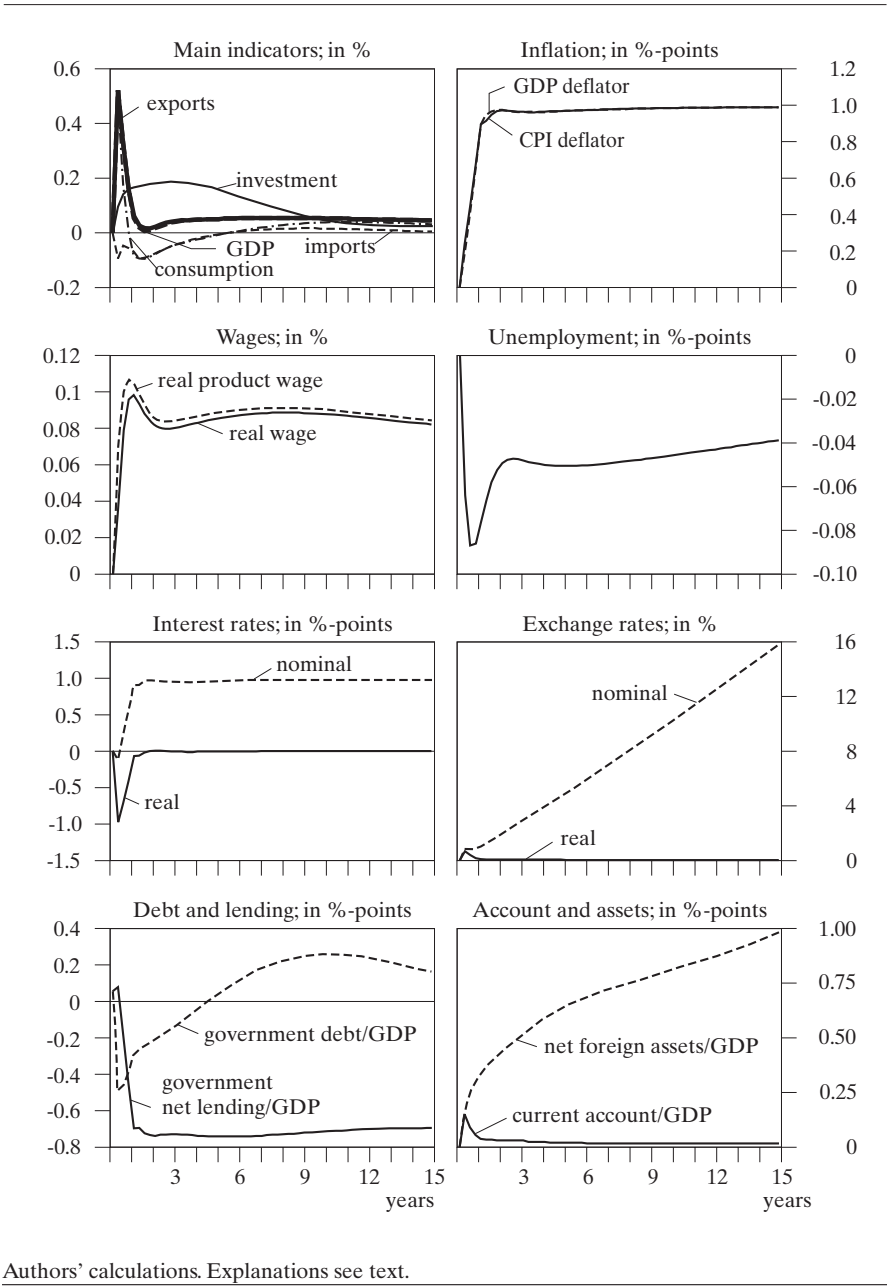 Main indicators; in %
0.6
0.4
0.2
0
-0.2
exports
investment
GDP
imports
consumption
Inflation; in %-points
1.2
1.0
0.8
0.6
0.4
0.2
0
GDP deflator
CPI deflator
Wages; in %
0.12
0.1
0.08
0.06
0.04
0.02
0
real product wage
real wage
Unemployment; in %-points
0
-0.02
-0.04
-0.06
-0.08
-0.10
Interest rates; in %-points
1.5
1.0
0.5
0
-0.5
-1.0
-1.5
nominal
real
Exchange rates; in %
16
12
8
4
0
nominal
real
Debt and lending; in %-points
0.4
0.2
0
-0.2
-0.4
-0.6
-0.8
government debt/GDP
government
net lending/GDP
3 6 9 12 15
years
Account and assets; in %-points
1.00
0.75
0.50
0.25
0
net foreign assets/GDP
current account/GDP
3 6 9 12 15
years
Authors' calculations. Explanations see text.